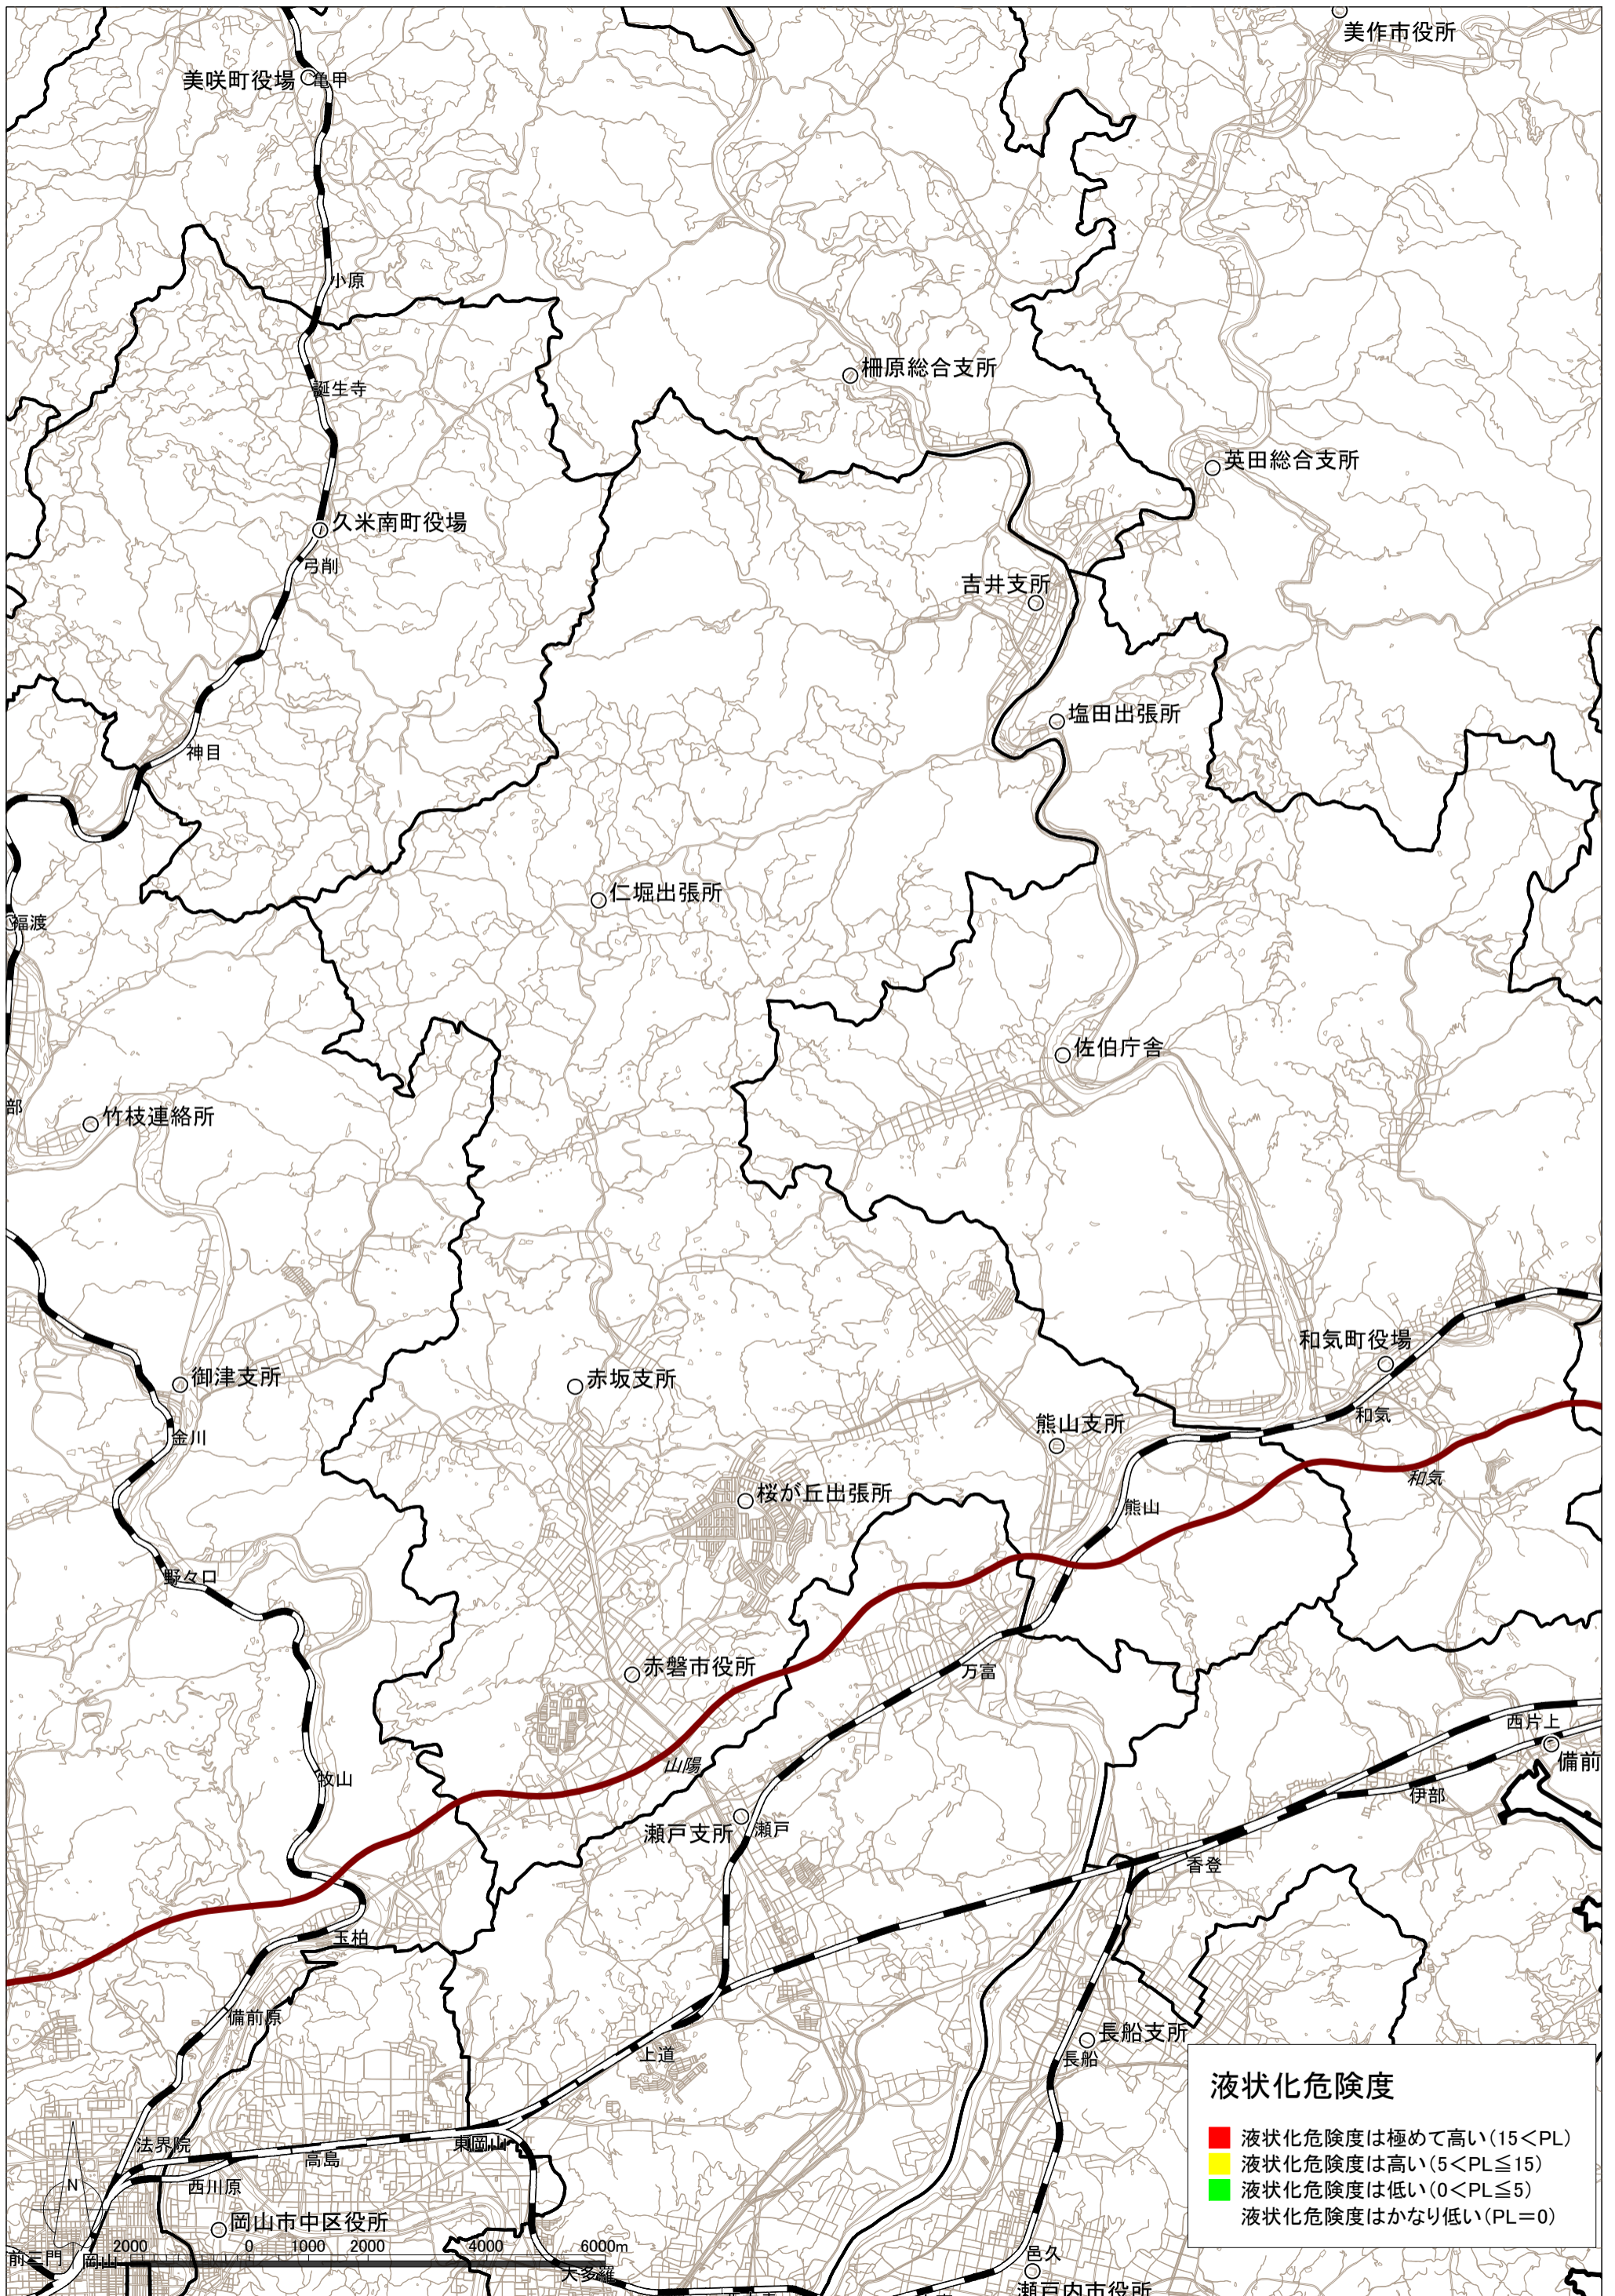 美作市役所
美咲町役場
亀甲
小原
柵原総合支所
誕生寺
英田総合支所
久米南町役場
弓削
吉井支所
塩田出張所
神目
仁堀出張所
福渡
佐伯庁舎
部
竹枝連絡所
和気町役場
御津支所
赤坂支所
和気
熊山支所
金川
和気
桜が丘出張所
熊山
野々口
赤磐市役所
万富
西片上
備前
山陽
牧山
伊部
瀬戸支所
瀬戸
香登
玉柏
備前原
長船支所
上道
長船
液状化危険度
液状化危険度は極めて高い(15<PL)
液状化危険度は高い(5<PL≦15)
液状化危険度は低い(0<PL≦5)
液状化危険度はかなり低い(PL=0)
法界院
東岡山
高島
西川原
N
岡山市中区役所
2000 0 1000 2000 4000 6000m
前三門
岡山
大多羅
邑久
瀬戸内市役所